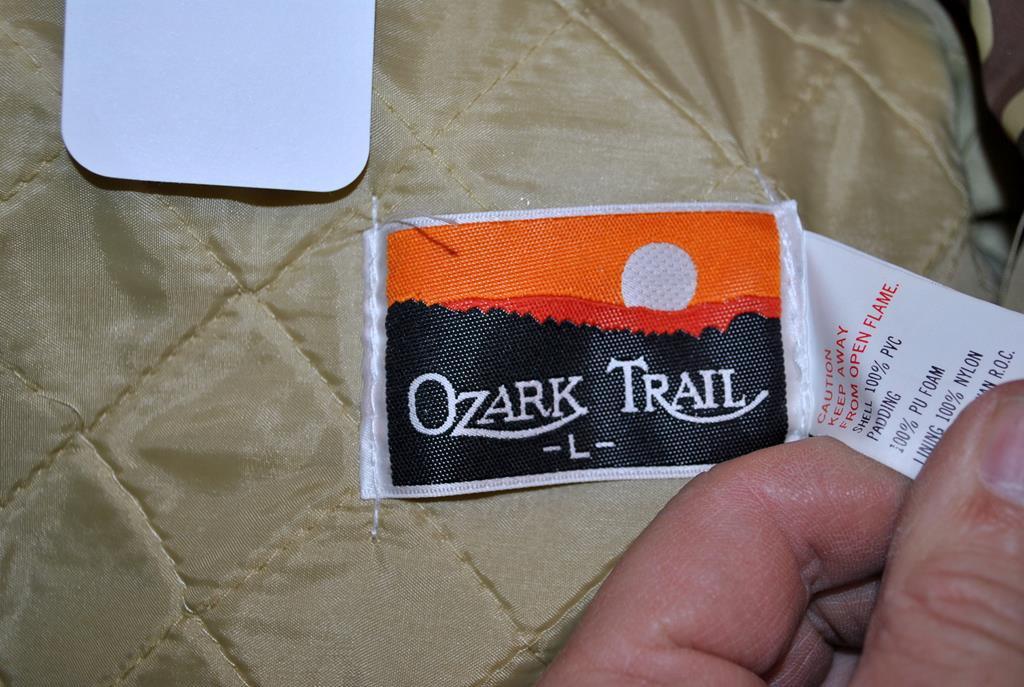 OZARK TRAIL
-L-
CAUTION
KEEP AWAY
FROM OPEN FLAME.
SHELL 100% PVC
PADDING
100% PU FOAM
LINING 100% NYLON
N R.O.C.